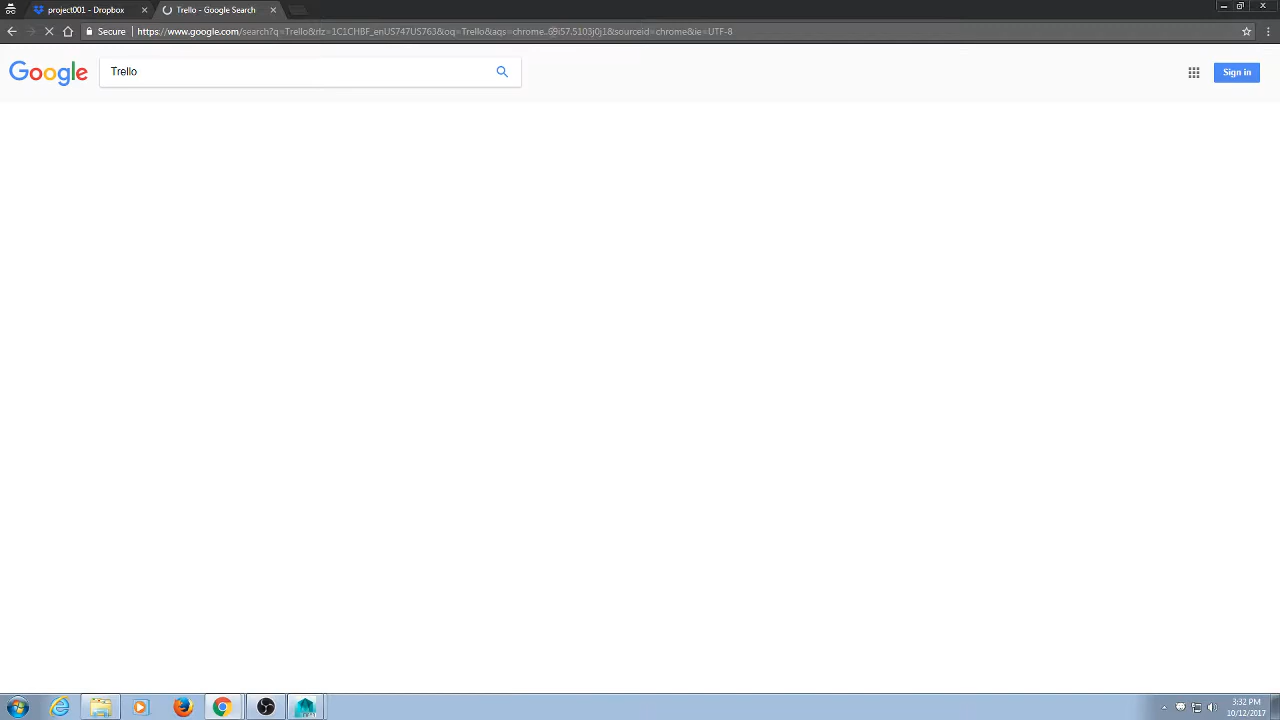 project001 - Dropbox
Trello - Google Search
Secure
https://www.google.com/search?q=Trello&rlz=1C1CHBF_enUS747US763&oq=Trello&aqs=chrome..69i57.5103j0j1&sourceid=chrome&ie=UTF-8
Google
Trello
Sign in
3:32 PM
10/12/2017